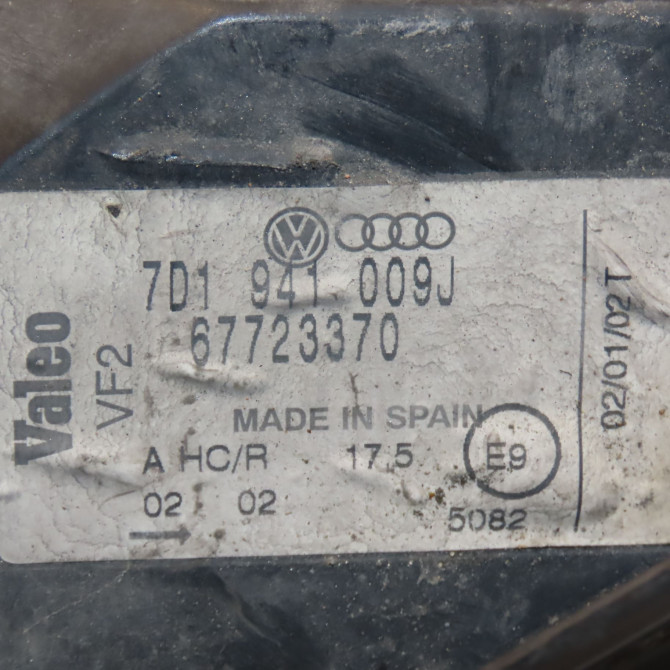 Valeo
VF2
VW
7D1 941 009J
67723370
MADE IN SPAIN
A HC/R 17.5 E9
02 02 5082
02/01/02T